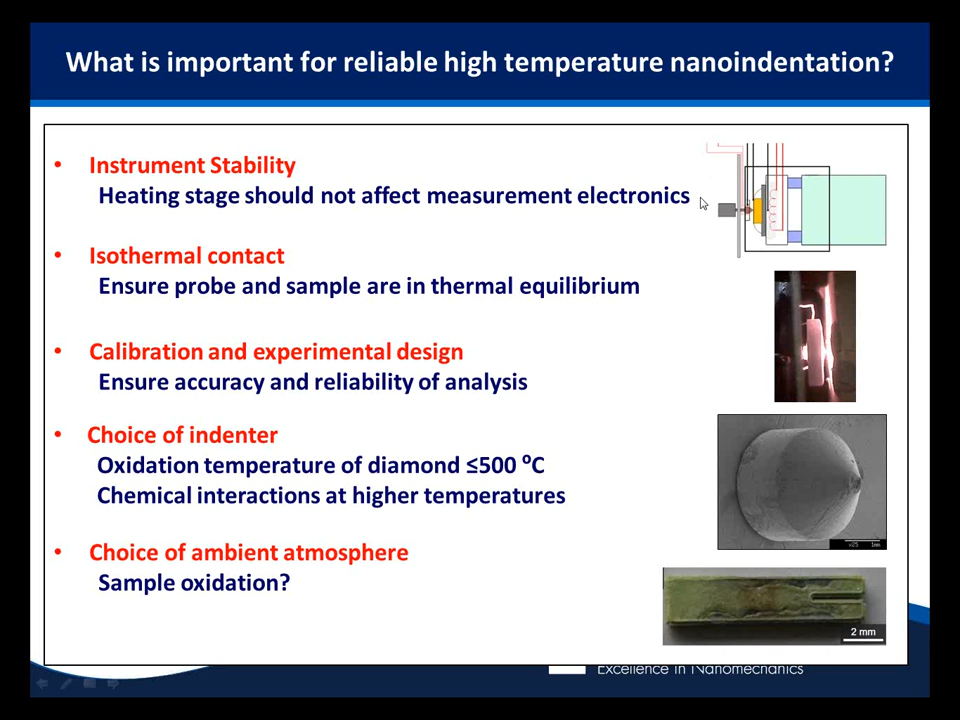 What is important for reliable high temperature nanoindentation?
• Instrument Stability
Heating stage should not affect measurement electronics
• Isothermal contact
Ensure probe and sample are in thermal equilibrium
• Calibration and experimental design
Ensure accuracy and reliability of analysis
• Choice of indenter
Oxidation temperature of diamond ≤500 ⁰C
Chemical interactions at higher temperatures
• Choice of ambient atmosphere
Sample oxidation?
x25 1mm
2 mm
Excellence in Nanomechanics